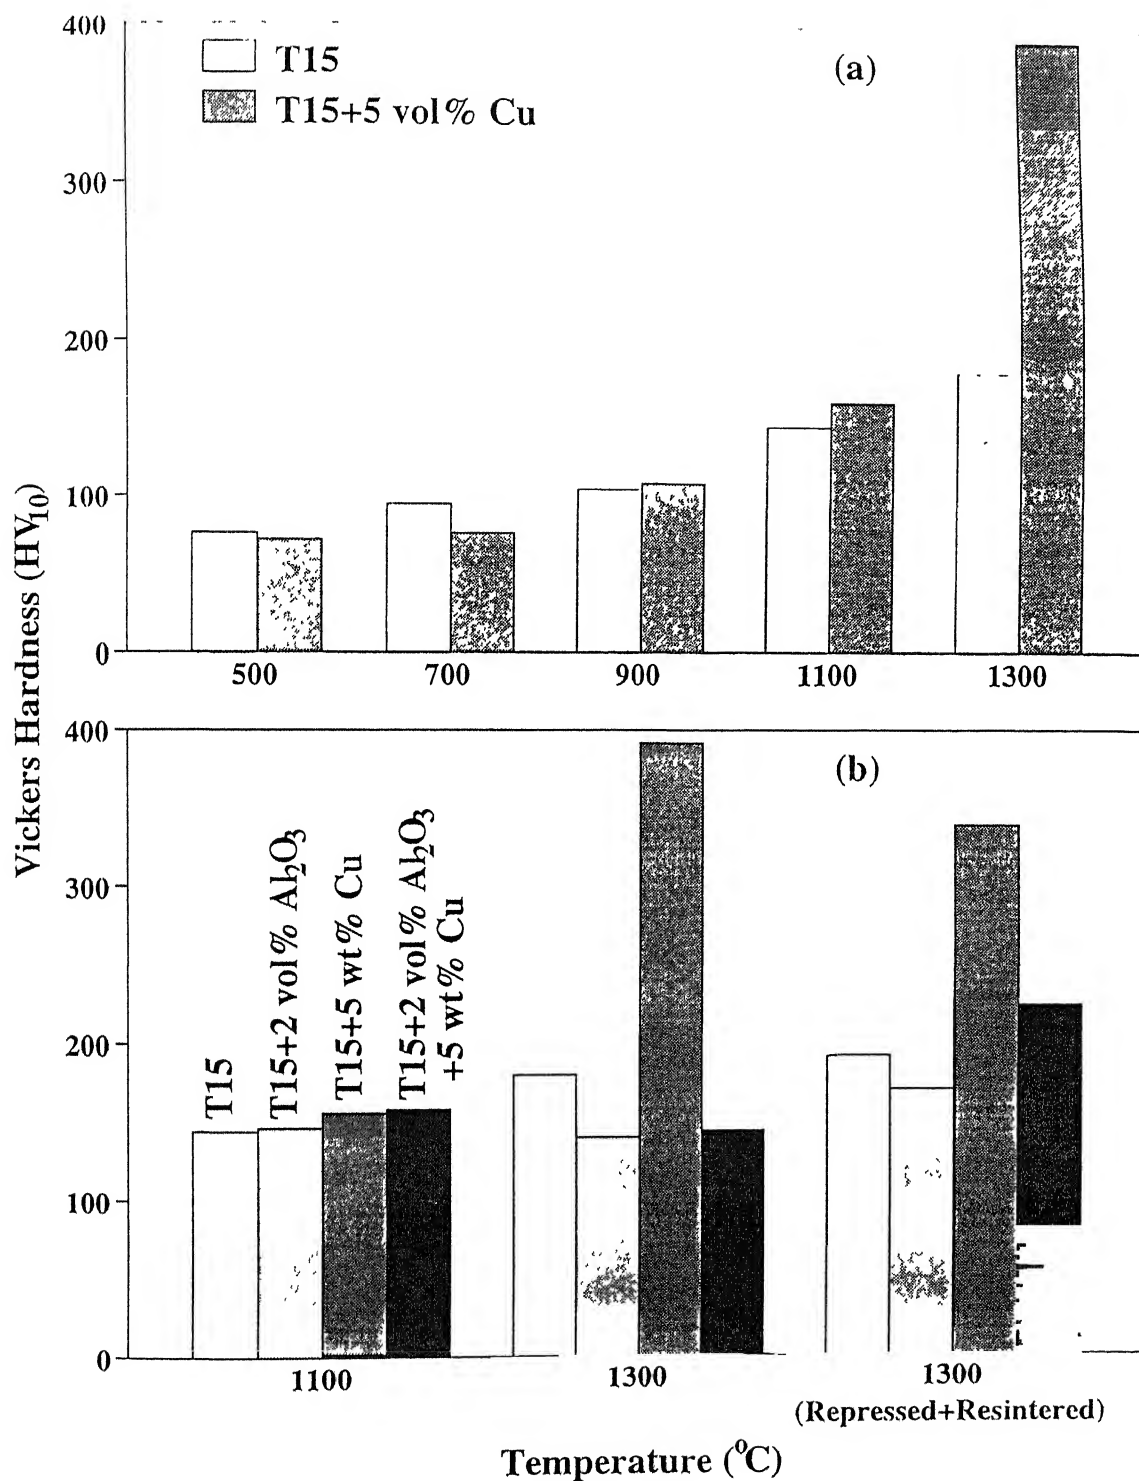 400
T15
(a)
T15+5 vol% Cu
300
200
100
0
500 700 900 1100 1300
Vickers Hardness (HV₁₀)
400
(b)
300
200
100
0
T15
T15+2 vol% Al₂O₃
T15+5 wt% Cu
T15+2 vol% Al₂O₃
+5 wt% Cu
1100 1300 1300
(Repressed+Resintered)
Temperature (°C)